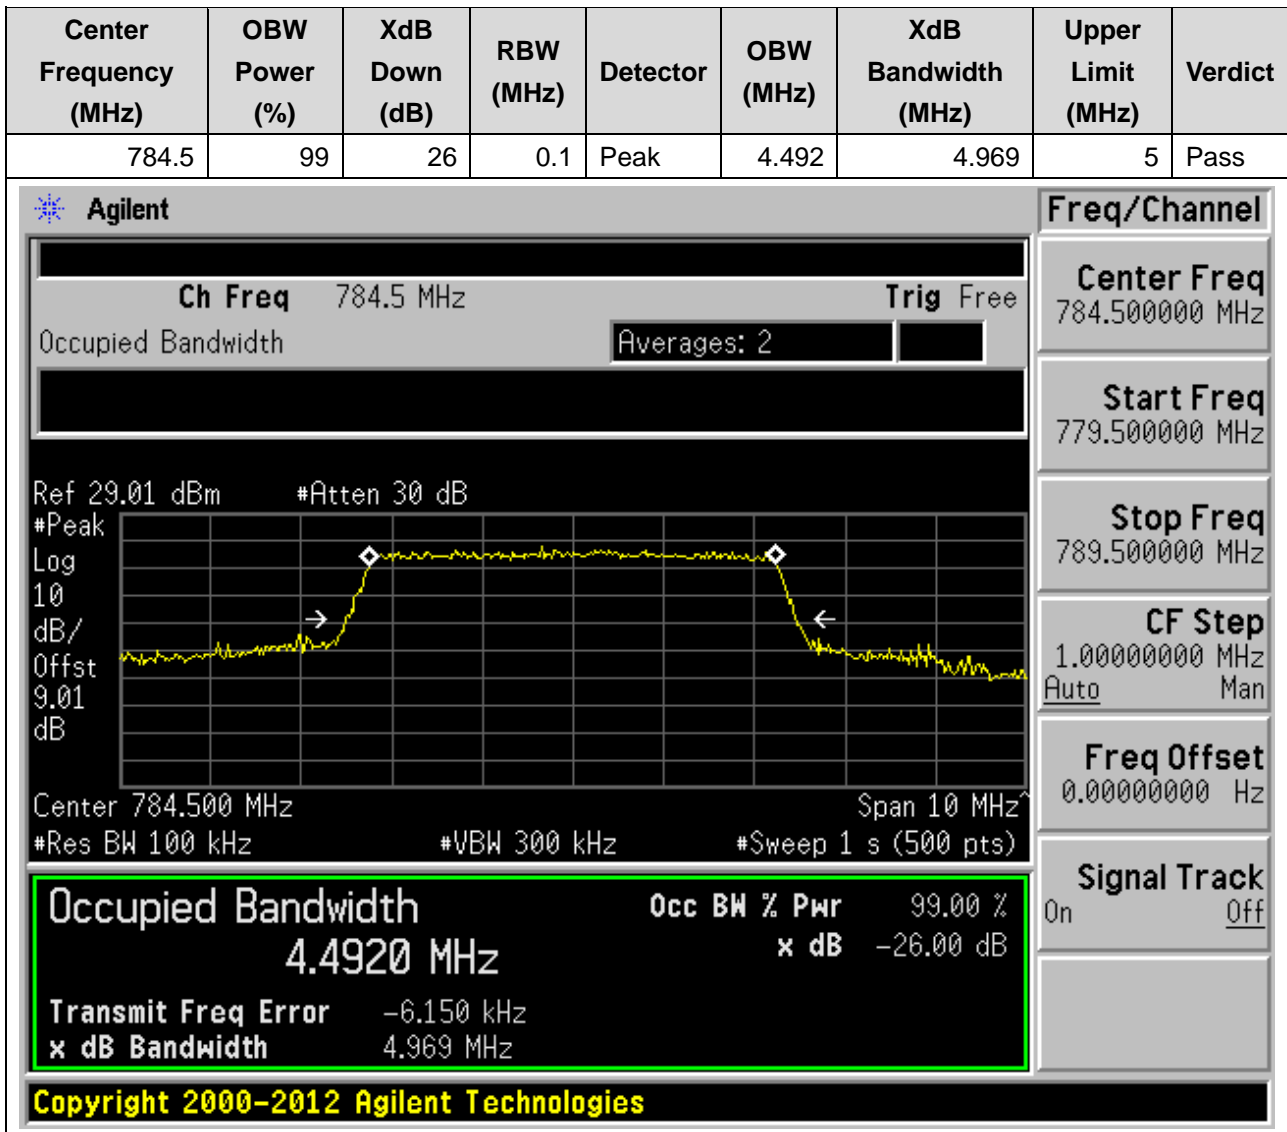 Center Frequency (MHz) OBW Power (%) XdB Down (dB) RBW (MHz) Detector OBW (MHz) XdB Bandwidth (MHz) Upper Limit (MHz) Verdict
784.5 99 26 0.1 Peak 4.492 4.969 5 Pass
Agilent
Freq/Channel
Ch Freq 784.5 MHz Trig Free
Occupied Bandwidth Averages: 2
Center Freq
784.500000 MHz
Start Freq
779.500000 MHz
Stop Freq
789.500000 MHz
CF Step
1.00000000 MHz
Auto Man
Freq Offset
0.00000000 Hz
Signal Track
On Off
Ref 29.01 dBm #Atten 30 dB
#Peak
Log
10
dB/
Offst
9.01
dB
Center 784.500 MHz Span 10 MHz^
#Res BW 100 kHz #VBW 300 kHz #Sweep 1 s (500 pts)
Occupied Bandwidth Occ BW % Pwr 99.00 %
4.4920 MHz x dB -26.00 dB
Transmit Freq Error -6.150 kHz
x dB Bandwidth 4.969 MHz
Copyright 2000-2012 Agilent Technologies